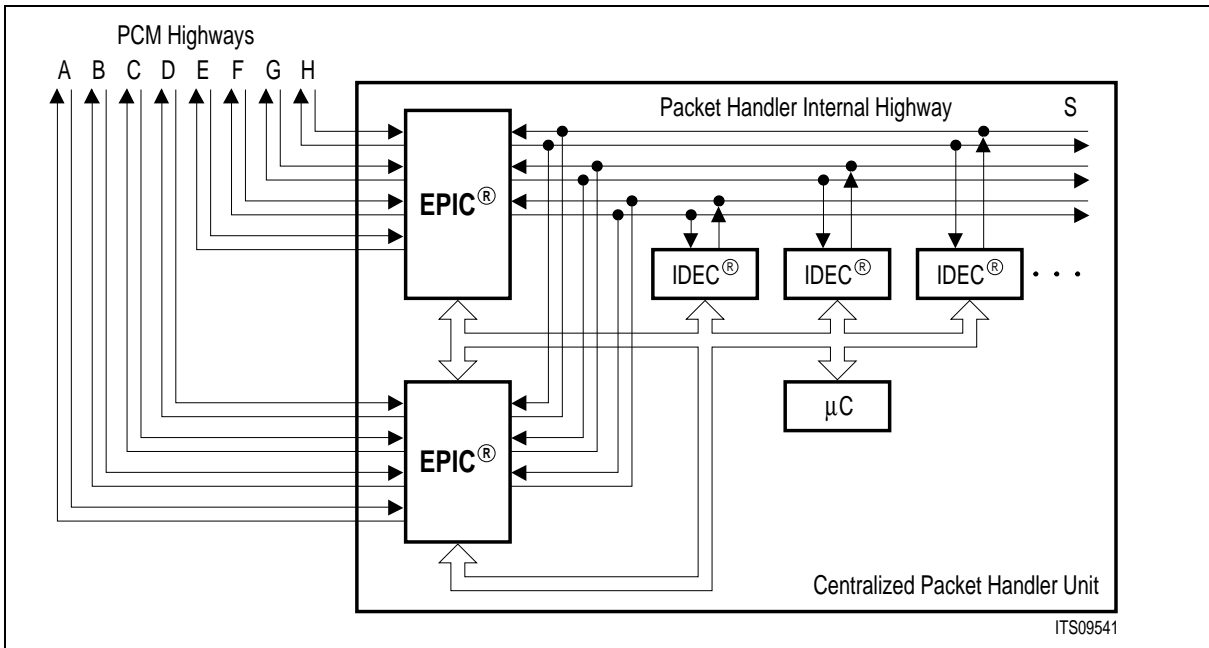 PCM Highways
A B C D E F G H
Packet Handler Internal Highway S
EPIC®
IDEC® IDEC® IDEC® . . .
μC
EPIC®
Centralized Packet Handler Unit
ITS09541